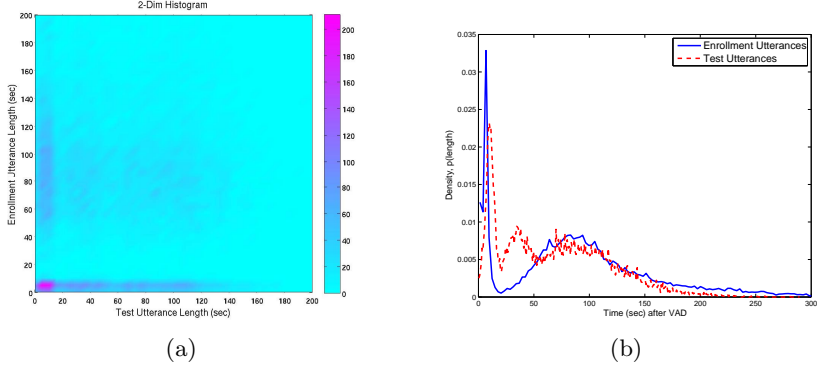 2-Dim Histogram
Enrollment Utterance Length (sec)
200
180
160
140
120
100
80
60
40
20
0
0 20 40 60 80 100 120 140 160 180 200
Test Utterance Length (sec)
200
180
160
140
120
100
80
60
40
20
0
(a)
Density, p(length)
0.035
0.03
0.025
0.02
0.015
0.01
0.005
0
0 50 100 150 200 250 300
Time (sec) after VAD
Enrollment Utterances
Test Utterances
(b)